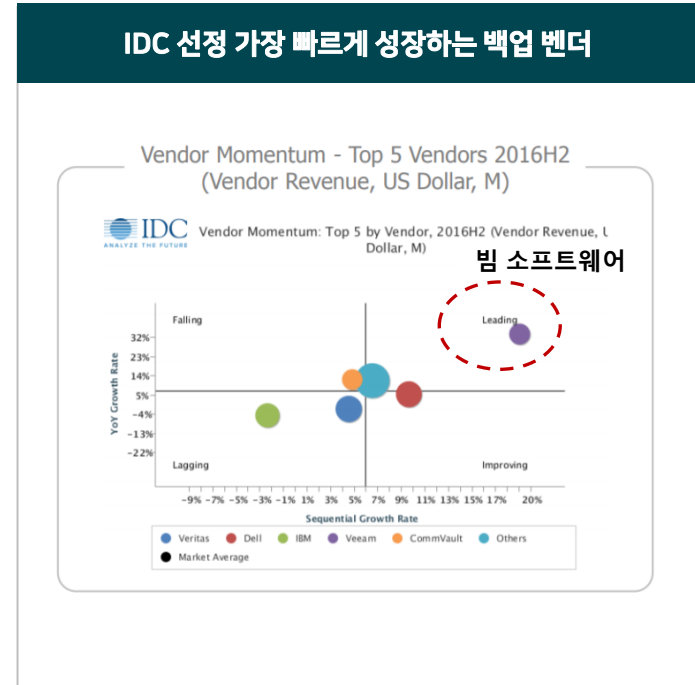 IDC 선정 가장 빠르게 성장하는 백업 벤더
Vendor Momentum - Top 5 Vendors 2016H2
(Vendor Revenue, US Dollar, M)
IDC
ANALYZE THE FUTURE
Vendor Momentum: Top 5 by Vendor, 2016H2 (Vendor Revenue, U
Dollar, M)
빔 소프트웨어
Falling
Leading
32%
23%
14%
5%
-4%
-13%
-22%
YoY Growth Rate
Lagging
Improving
-9% -7% -5% -3% -1% 1% 3% 5% 7% 9% 11% 13% 15% 17% 20%
Sequential Growth Rate
Veritas Dell IBM Veeam CommVault Others
Market Average